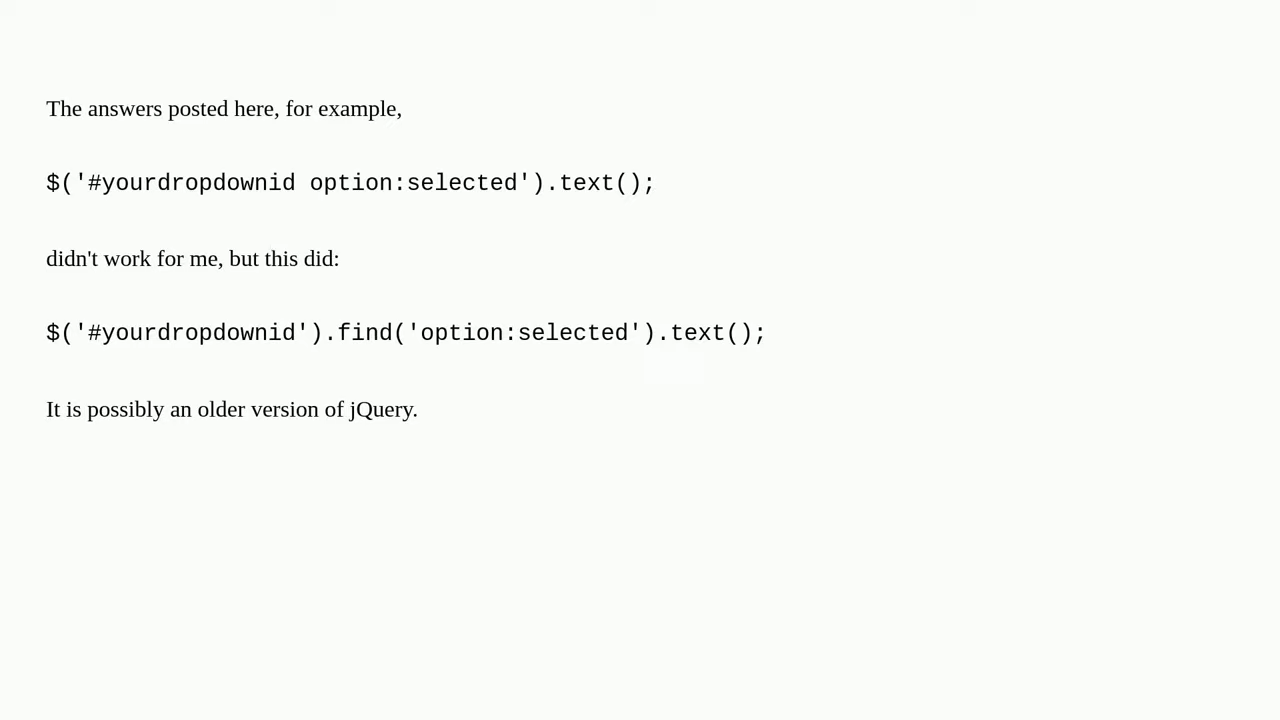 The answers posted here, for example,
$('#yourdropdownid option:selected').text();
didn't work for me, but this did:
$('#yourdropdownid').find('option:selected').text();
It is possibly an older version of jQuery.